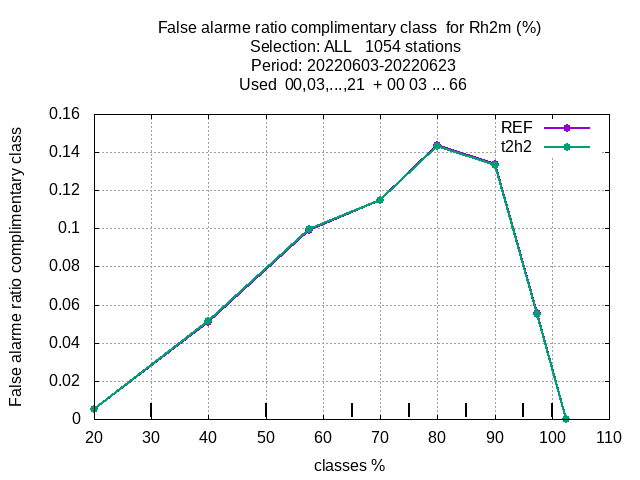 False alarme ratio complimentary class  for Rh2m (%)
Selection: ALL   1054 stations
Period: 20220603-20220623
Used  00,03,...,21  + 00 03 ... 66
False alarme ratio complimentary class
0.16
0.14
0.12
0.1
0.08
0.06
0.04
0.02
0
REF
t2h2
20 30 40 50 60 70 80 90 100 110
classes %